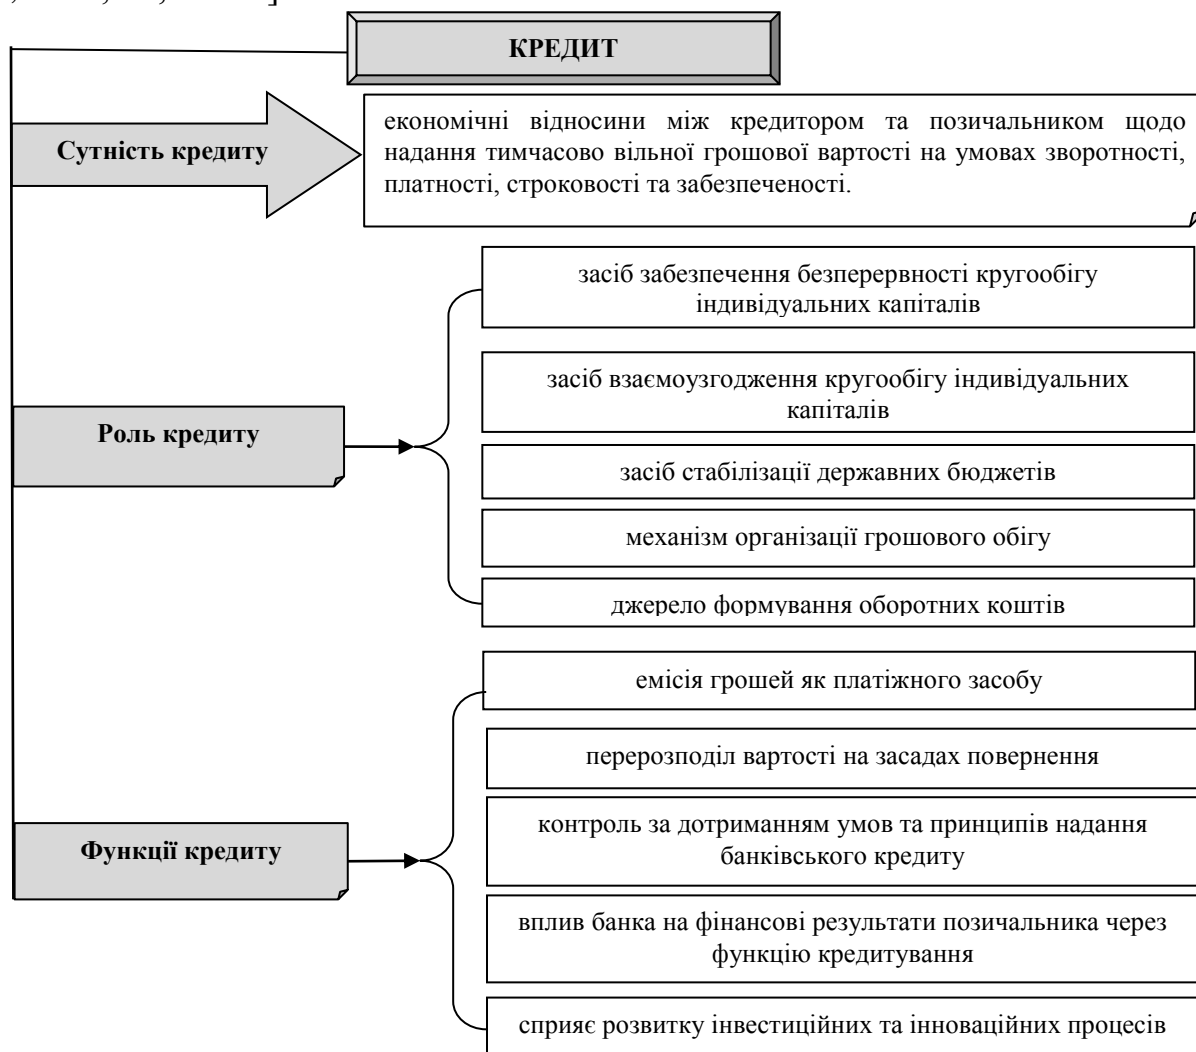 КРЕДИТ
Сутність кредиту
економічні відносини між кредитором та позичальником щодо
надання тимчасово вільної грошової вартості на умовах зворотності,
платності, строковості та забезпеченості.
Роль кредиту
засіб забезпечення безперервності кругообігу
індивідуальних капіталів
засіб взаємоузгодження кругообігу індивидуальних
капіталів
засіб стабілізації державних бюджетів
механізм організації грошового обігу
джерело формування оборотних коштів
Функції кредиту
емісія грошей як платіжного засобу
перерозподіл вартості на засадах повернення
контроль за дотриманням умов та принципів надання
банківського кредиту
вплив банка на фінансові результати позичальника через
функцію кредитування
сприяє розвитку інвестиційних та інноваційних процесів